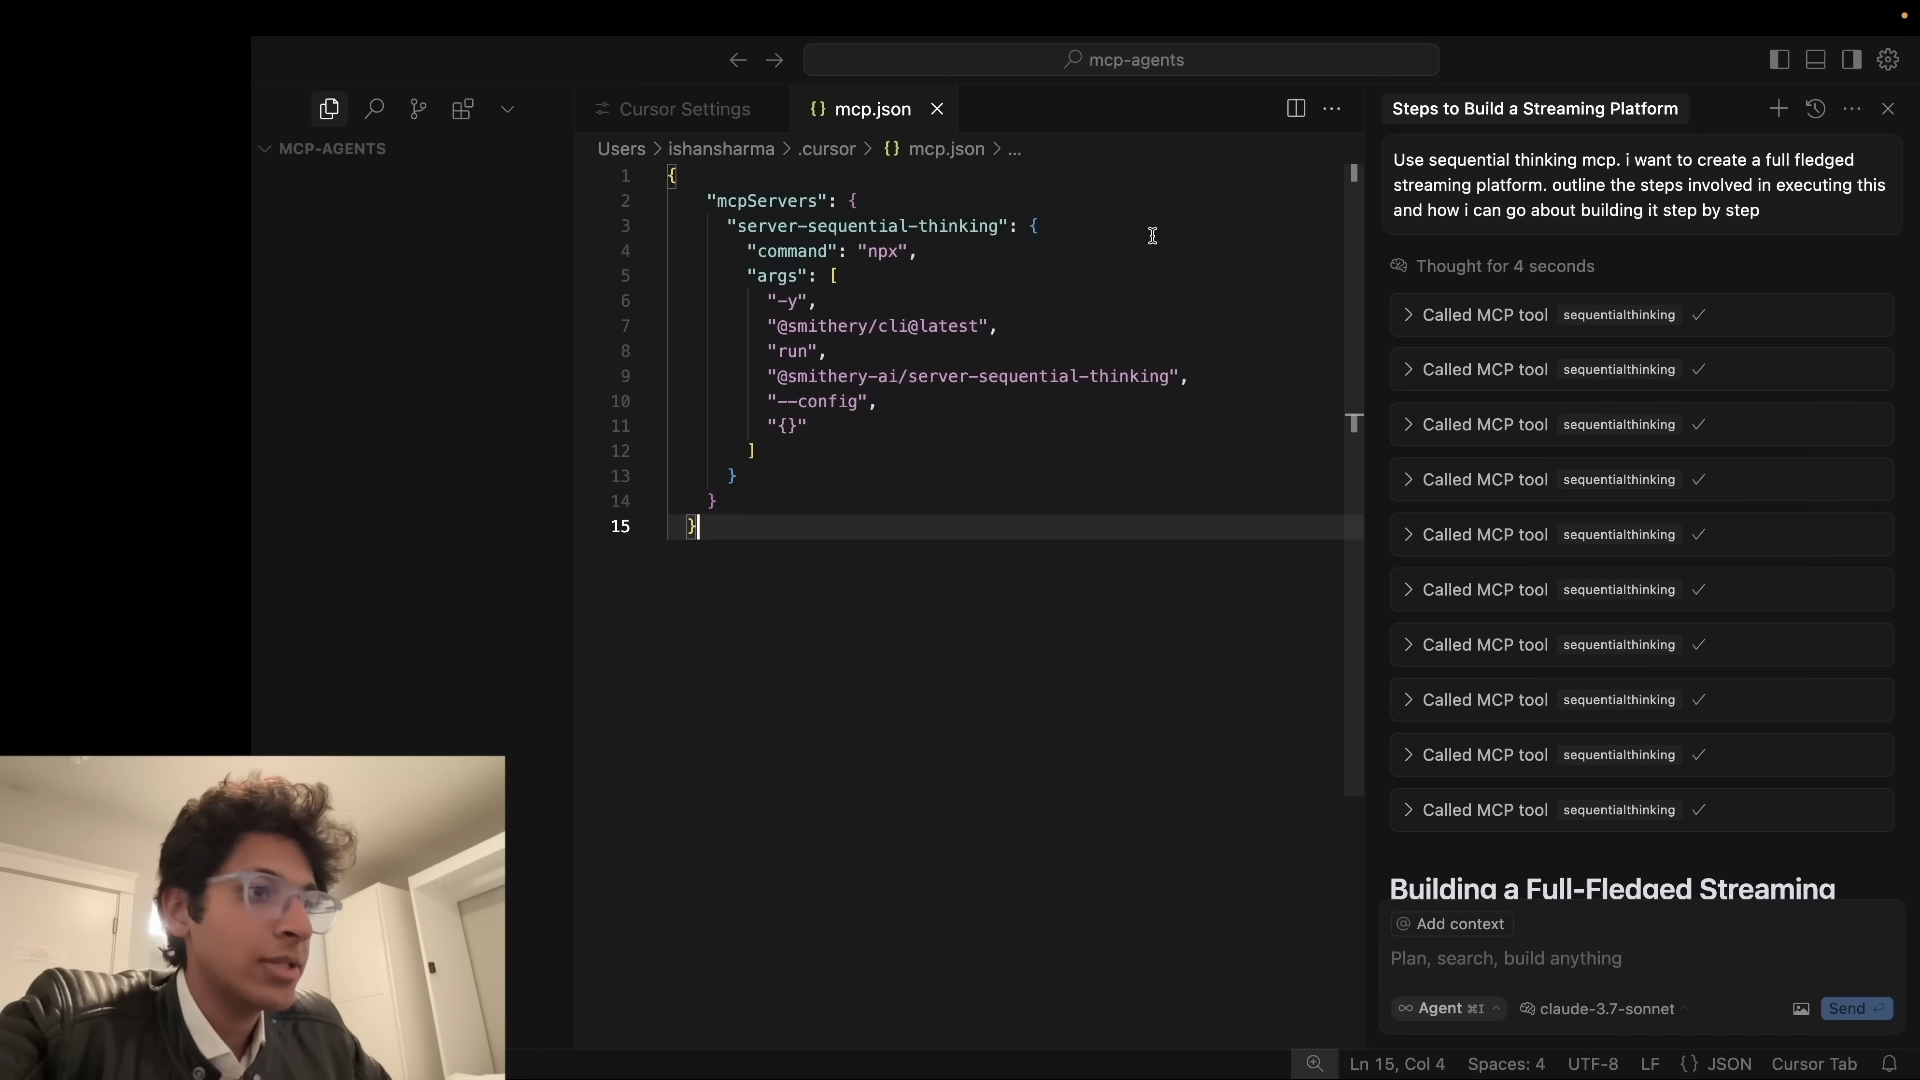 mcp-agents
Cursor Settings
{} mcp.json
Steps to Build a Streaming Platform
MCP-AGENTS
Users > ishansharma > .cursor > {} mcp.json > ...
1 {
2 "mcpServers": {
3 "server-sequential-thinking": {
4 "command": "npx",
5 "args": [
6 "-y",
7 "@smithery/cli@latest",
8 "run",
9 "@smithery-ai/server-sequential-thinking",
10 "--config",
11 "{}"
12 ]
13 }
14 }
15 }
Use sequential thinking mcp. i want to create a full fledged
streaming platform. outline the steps involved in executing this
and how i can go about building it step by step
Thought for 4 seconds
Called MCP tool sequentialthinking
Called MCP tool sequentialthinking
Called MCP tool sequentialthinking
Called MCP tool sequentialthinking
Called MCP tool sequentialthinking
Called MCP tool sequentialthinking
Called MCP tool sequentialthinking
Called MCP tool sequentialthinking
Called MCP tool sequentialthinking
Called MCP tool sequentialthinking
Building a Full-Fledged Streaming
@ Add context
Plan, search, build anything
∞ Agent ⌘I claude-3.7-sonnet Send
Ln 15, Col 4 Spaces: 4 UTF-8 LF {} JSON Cursor Tab